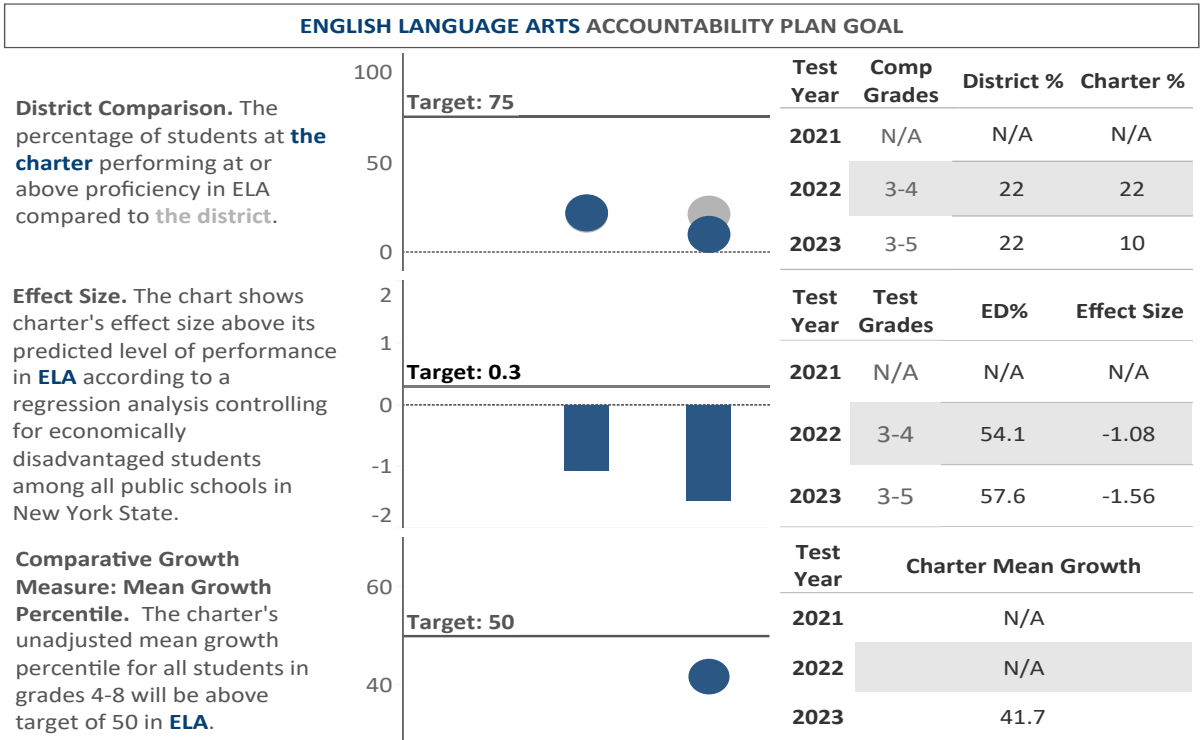 ENGLISH LANGUAGE ARTS ACCOUNTABILITY PLAN GOAL
District Comparison. The
percentage of students at the
charter performing at or
above proficiency in ELA
compared to the district.
100
Target: 75
50
0
Test Year Comp Grades District % Charter %
2021 N/A N/A N/A
2022 3-4 22 22
2023 3-5 22 10
Effect Size. The chart shows
charter's effect size above its
predicted level of performance
in ELA according to a
regression analysis controlling
for economically
disadvantaged students
among all public schools in
New York State.
2
1
Target: 0.3
0
-1
-2
Test Year Test Grades ED% Effect Size
2021 N/A N/A N/A
2022 3-4 54.1 -1.08
2023 3-5 57.6 -1.56
Comparative Growth
Measure: Mean Growth
Percentile. The charter's
unadjusted mean growth
percentile for all students in
grades 4-8 will be above
target of 50 in ELA.
60
Target: 50
40
Test Year Charter Mean Growth
2021 N/A
2022 N/A
2023 41.7